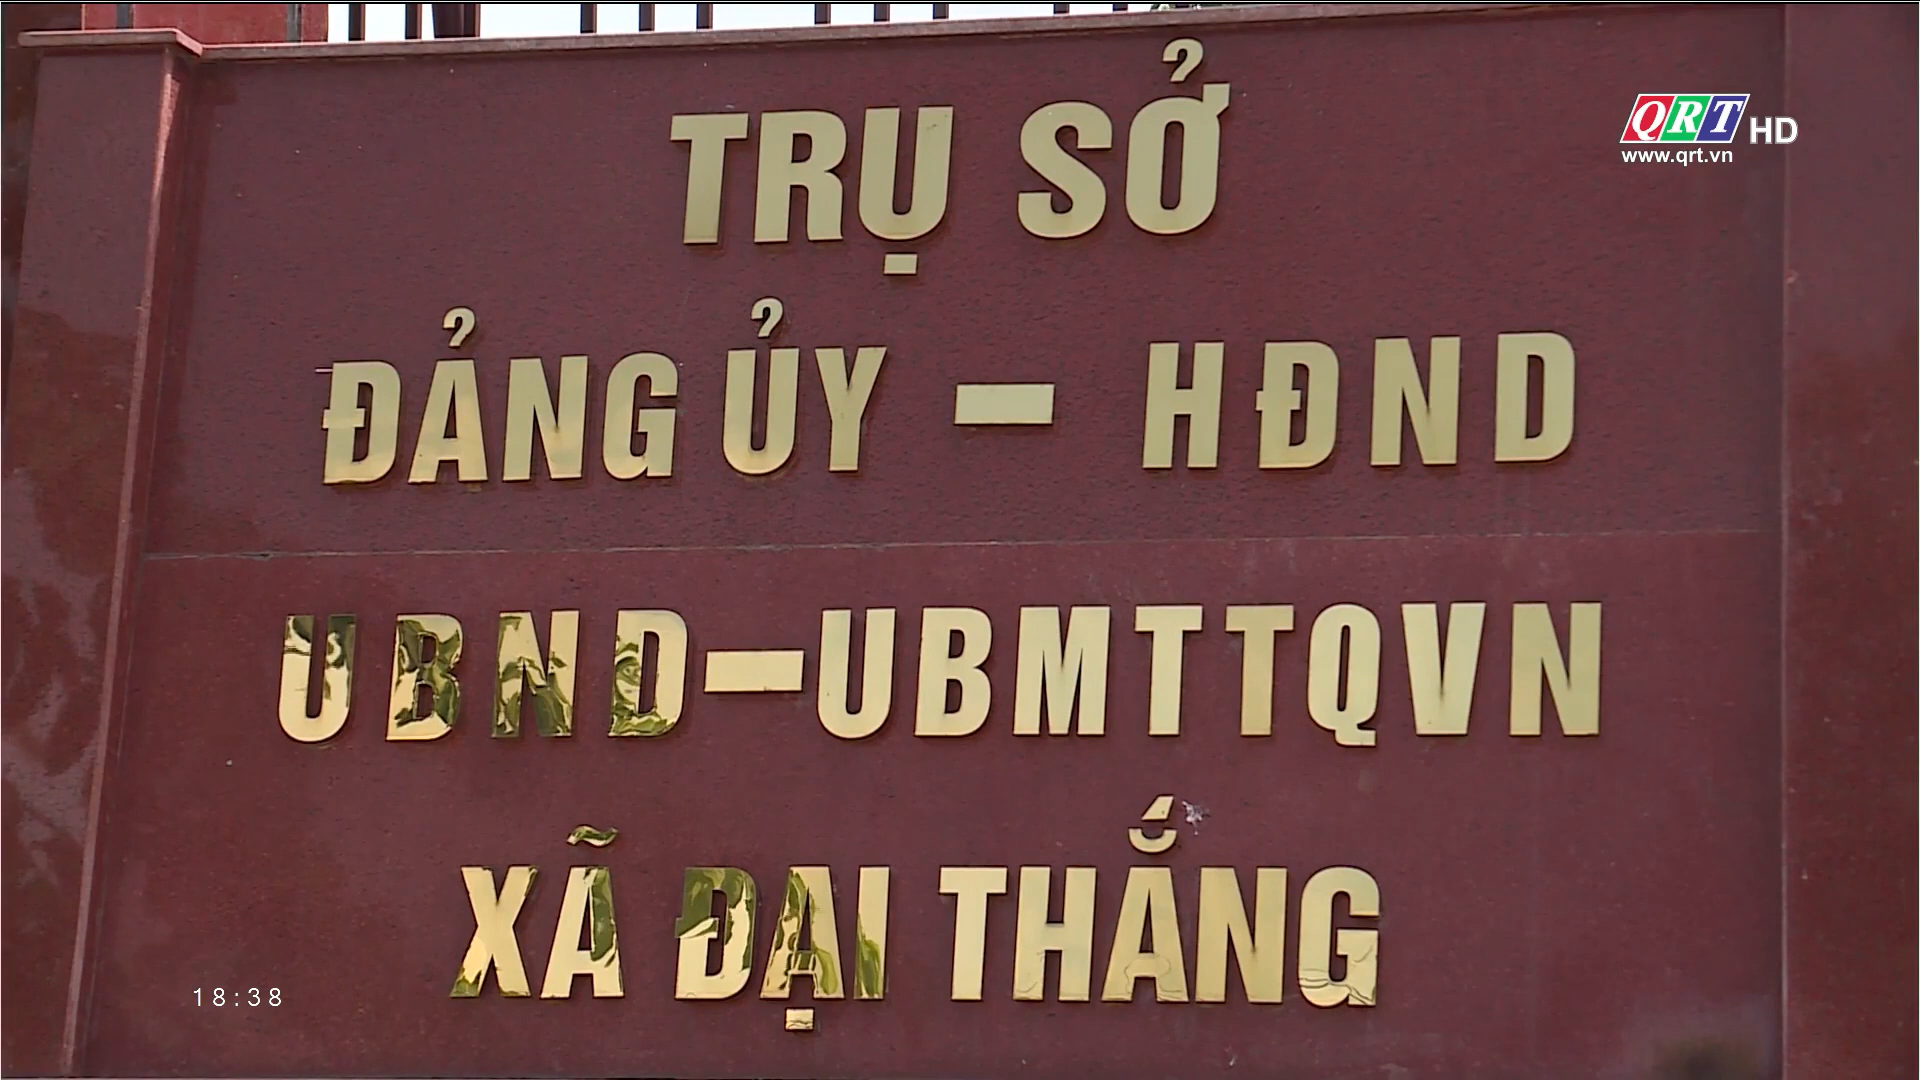 TRỤ SỞ
QRT HD
www.qrt.vn
ĐẢNG ỦY - HĐND
UBND-UBMTTQVN
XÃ ĐẠI THẮNG
18:38